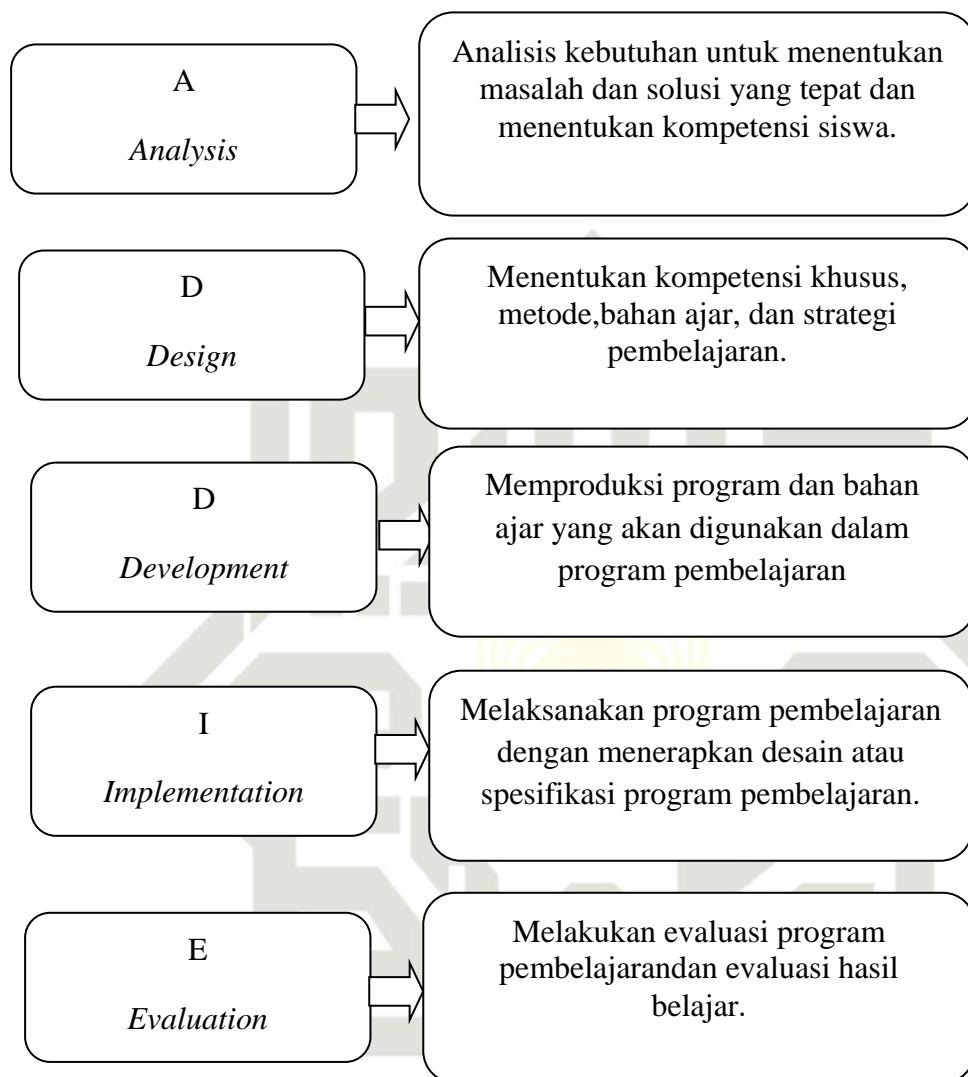 A
Analysis
Analisis kebutuhan untuk menentukan
masalah dan solusi yang tepat dan
menentukan kompetensi siswa.
D
Design
Menentukan kompetensi khusus,
metode,bahan ajar, dan strategi
pembelajaran.
D
Development
Memproduksi program dan bahan
ajar yang akan digunakan dalam
program pembelajaran
I
Implementation
Melaksanakan program pembelajaran
dengan menerapkan desain atau
spesifikasi program pembelajaran.
E
Evaluation
Melakukan evaluasi program
pembelajarandan evaluasi hasil
belajar.